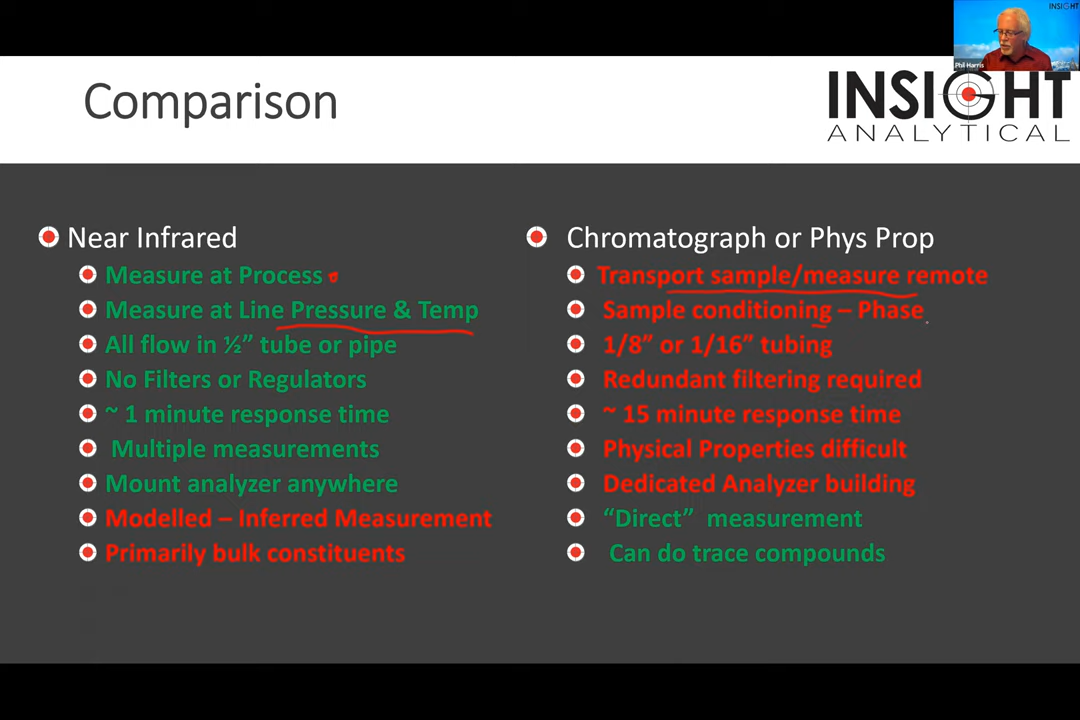 INSIGHT
Phil Harris
Comparison
INSIGHT
ANALYTICAL
Near Infrared
Measure at Process
Measure at Line Pressure & Temp
All flow in ½” tube or pipe
No Filters or Regulators
~ 1 minute response time
Multiple measurements
Mount analyzer anywhere
Modelled – Inferred Measurement
Primarily bulk constituents
Chromatograph or Phys Prop
Transport sample/measure remote
Sample conditioning – Phase
1/8” or 1/16” tubing
Redundant filtering required
~ 15 minute response time
Physical Properties difficult
Dedicated Analyzer building
“Direct” measurement
Can do trace compounds